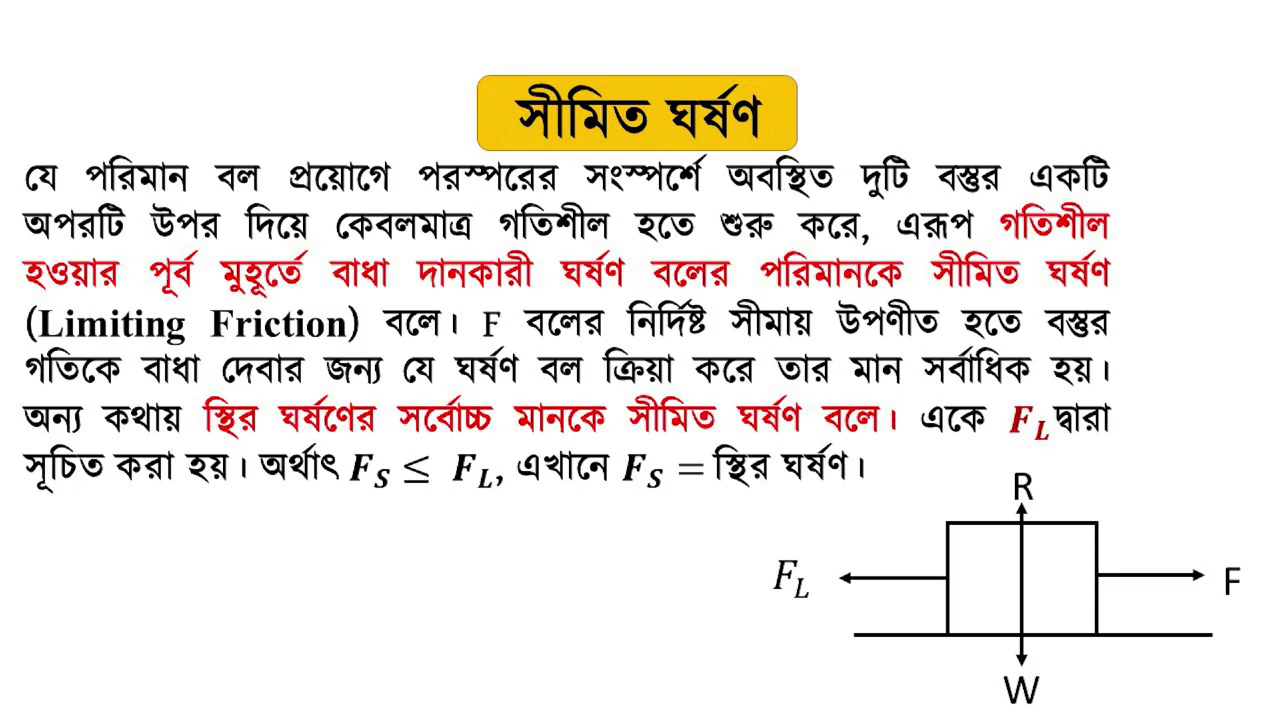 সীমিত ঘর্ষণ
যে পরিমান বল প্রয়োগে পরস্পরের সংস্পর্শে অবস্থিত দুটি বস্তুর একটি
অপরটি উপর দিয়ে কেবলমাত্র গতিশীল হতে শুরু করে, এরূপ গতিশীল
হওয়ার পূর্ব মুহূর্তে বাধা দানকারী ঘর্ষণ বলের পরিমানকে সীমিত ঘর্ষণ
(Limiting Friction) বলে। F বলের নির্দিষ্ট সীমায় উপণীত হতে বস্তুর
গতিকে বাধা দেবার জন্য যে ঘর্ষণ বল ক্রিয়া করে তার মান সর্বাধিক হয়।
অন্য কথায় স্থির ঘর্ষণের সর্বোচ্চ মানকে সীমিত ঘর্ষণ বলে। একে F_L দ্বারা
সূচিত করা হয়। অর্থাৎ F_S ≤ F_L, এখানে F_S = স্থির ঘর্ষণ।
R
F_L
F
W